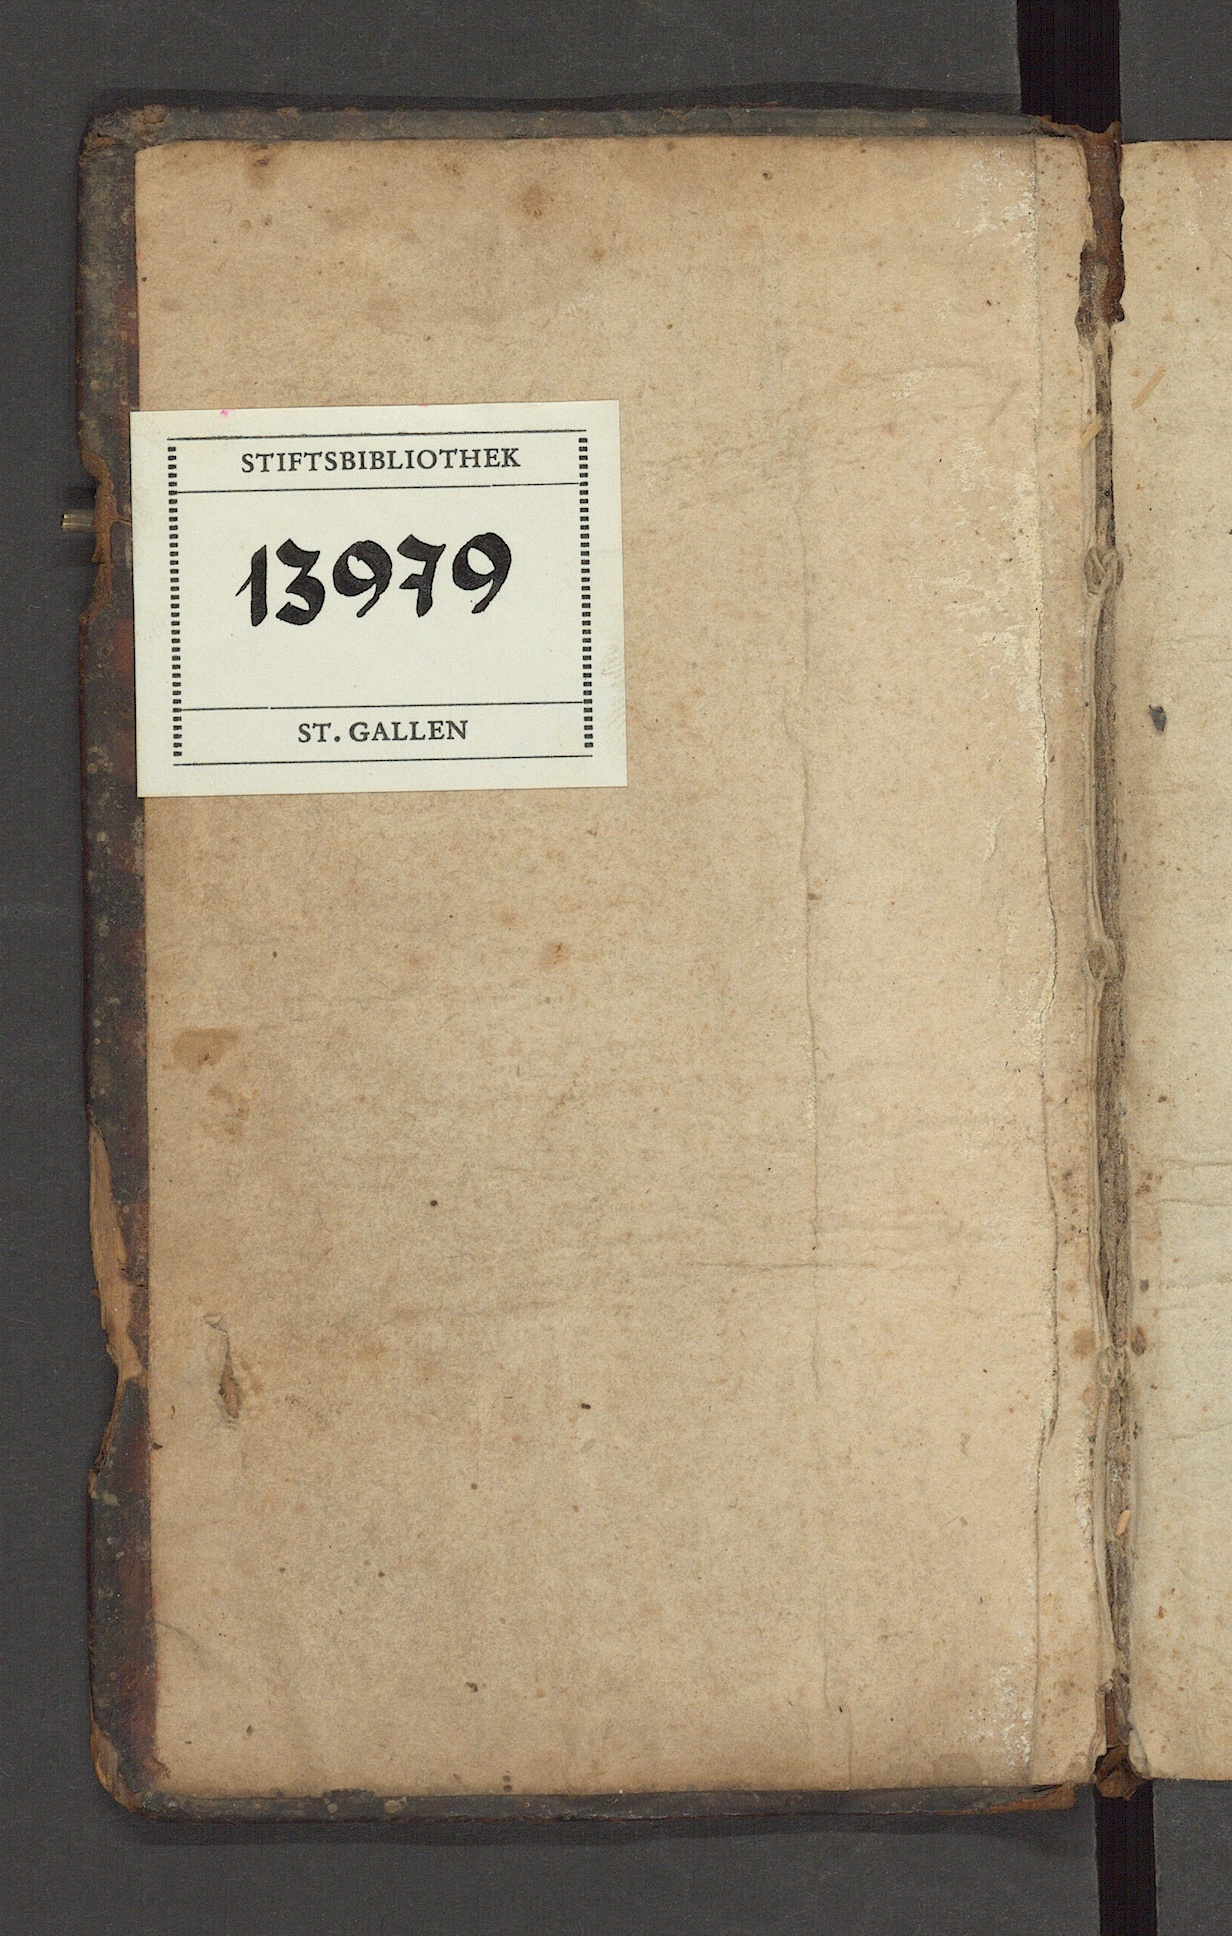 STIFTSBIBLIOTHEK
13979
ST. GALLEN